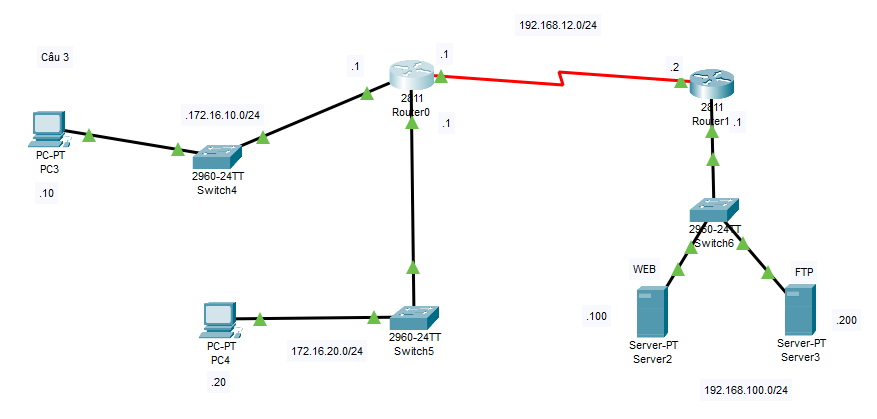 192.168.12.0/24
Câu 3
.1
.1
.2
2811
Router0
2811
Router1
.172.16.10.0/24
.1
.1
PC-PT
PC3
2960-24TT
Switch4
.10
2960-24TT
Switch6
WEB
FTP
.100
.200
PC-PT
PC4
172.16.20.0/24
2960-24TT
Switch5
Server-PT
Server2
Server-PT
Server3
.20
192.168.100.0/24